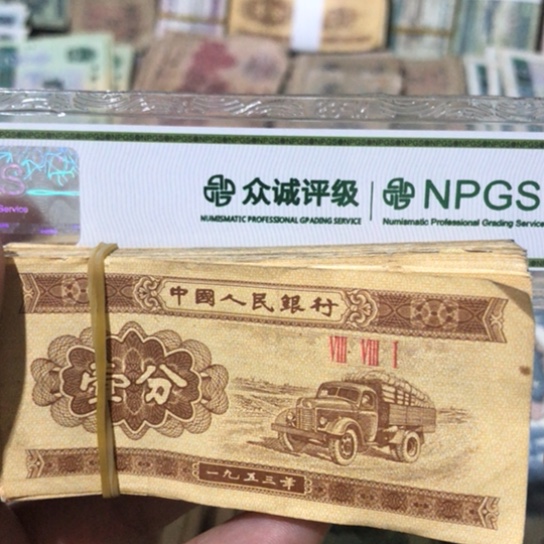 众诚评级 NPGS
NUMISMATIC PROFESSIONAL GRADING SERVICE Numismatic Professional Grading Service
中國人民銀行
VIII VIII I
壹分
一九五三年